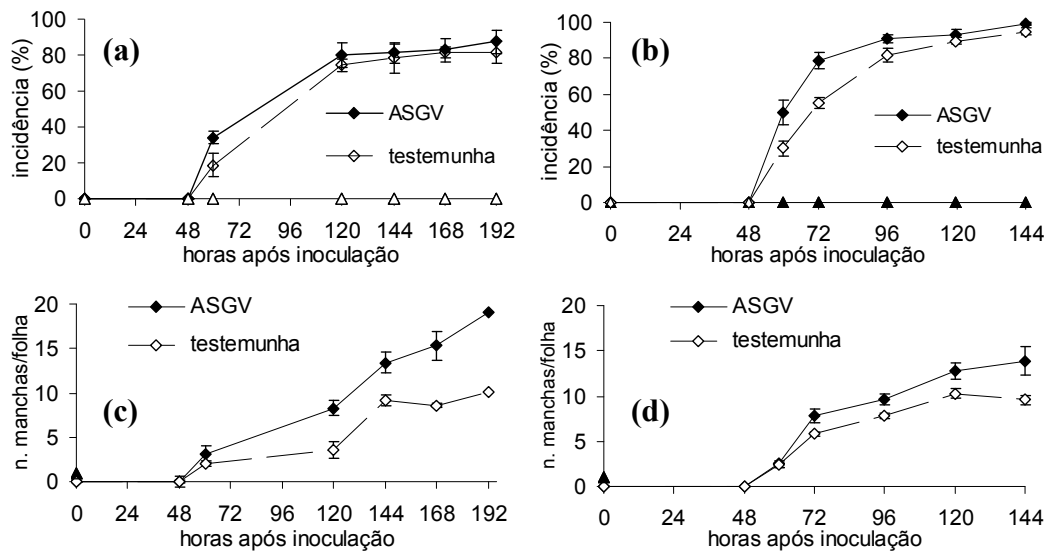 100
80
60
40
20
0
incidência (%)
(a)
ASGV
testemunha
0 24 48 72 96 120 144 168 192
horas após inoculação
100
80
60
40
20
0
incidência (%)
(b)
ASGV
testemunha
0 24 48 72 96 120 144
horas após inoculação
20
15
10
5
0
n. manchas/folha
ASGV
testemunha
(c)
0 24 48 72 96 120 144 168 192
horas após inoculação
20
15
10
5
0
n. manchas/folha
ASGV
testemunha
(d)
0 24 48 72 96 120 144
horas após inoculação